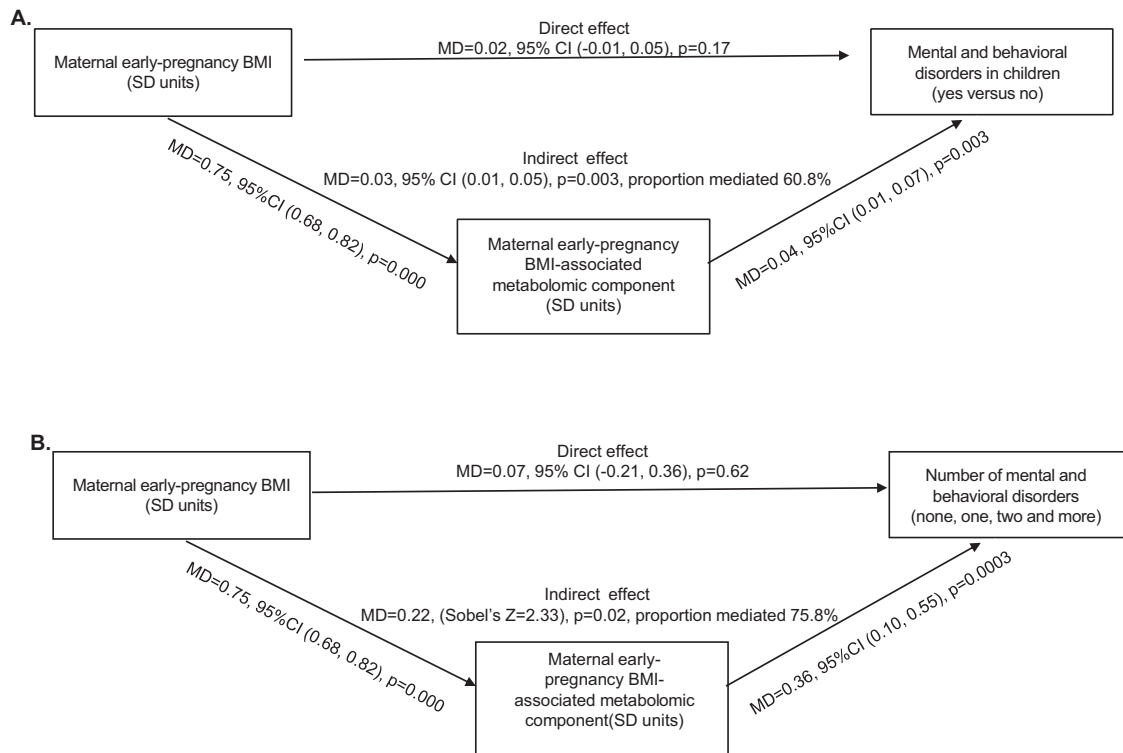 A.
Direct effect
MD=0.02, 95% CI (-0.01, 0.05), p=0.17
Maternal early-pregnancy BMI
(SD units)
Mental and behavioral
disorders in children
(yes versus no)
Indirect effect
MD=0.03, 95% CI (0.01, 0.05), p=0.003, proportion mediated 60.8%
MD=0.75, 95%CI (0.68, 0.82), p=0.000
MD=0.04, 95%CI (0.01, 0.07), p=0.003
Maternal early-pregnancy
BMI-associated
metabolomic component
(SD units)
B.
Direct effect
MD=0.07, 95% CI (-0.21, 0.36), p=0.62
Maternal early-pregnancy BMI
(SD units)
Number of mental and
behavioral disorders
(none, one, two and more)
Indirect effect
MD=0.22, (Sobel's Z=2.33), p=0.02, proportion mediated 75.8%
MD=0.75, 95%CI (0.68, 0.82), p=0.000
MD=0.36, 95%CI (0.10, 0.55), p=0.0003
Maternal early-
pregnancy BMI-
associated metabolomic
component(SD units)